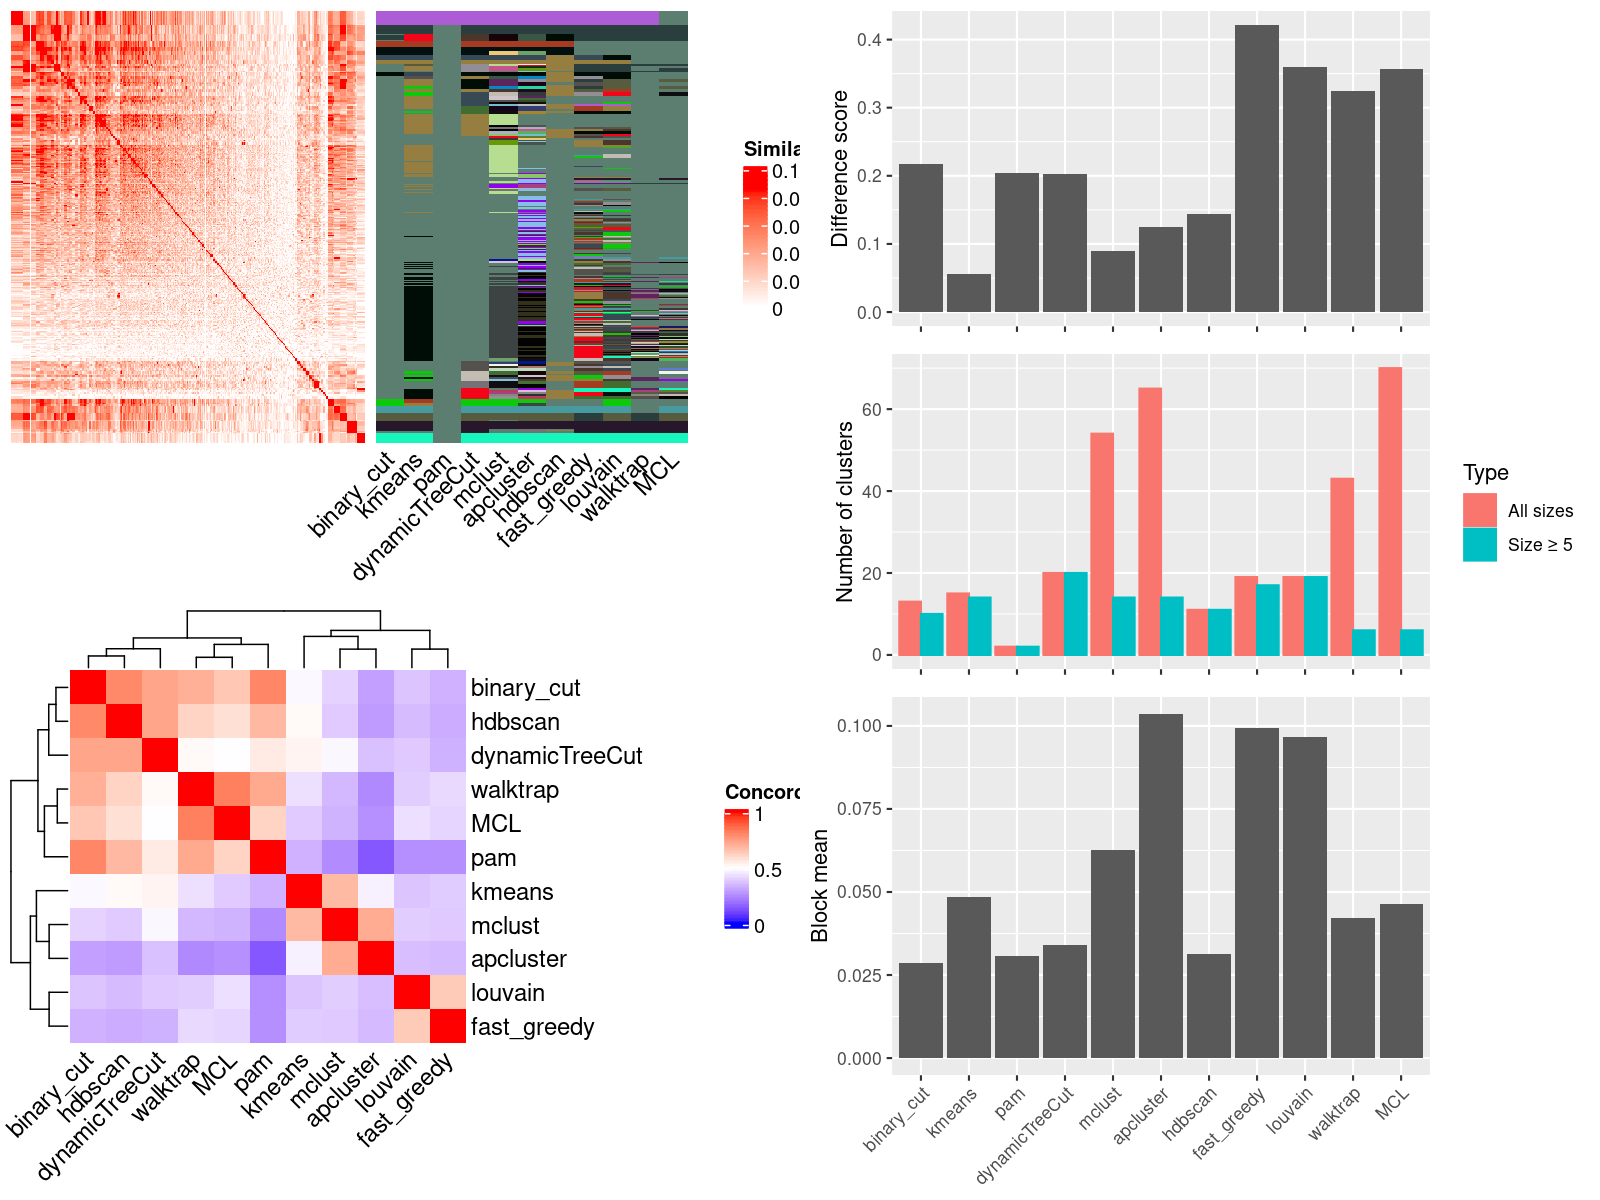 Simila
0.1
0.0
0.0
0.0
0.0
0
binary_cut
kmeans
pam
dynamicTreeCut
mclust
apcluster
hdbscan
fast_greedy
louvain
walktrap
MCL
binary_cut
hdbscan
dynamicTreeCut
walktrap
MCL
pam
kmeans
mclust
apcluster
louvain
fast_greedy
binary_cut
hdbscan
dynamicTreeCut
walktrap
MCL
pam
kmeans
mclust
apcluster
louvain
fast_greedy
Concord
1
0.5
0
Difference score
0.4
0.3
0.2
0.1
0.0
Number of clusters
60
40
20
0
Type
All sizes
Size ≥ 5
Block mean
0.100
0.075
0.050
0.025
0.000
binary_cut
kmeans
pam
dynamicTreeCut
mclust
apcluster
hdbscan
fast_greedy
louvain
walktrap
MCL